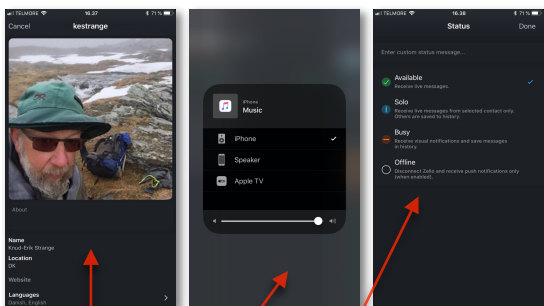 TELMORE 16.37 71 %
Cancel kestrange
About
Name
Knud-Erik Strange
Location
DK
Website
Languages
Danish, English
iPhone
Music
iPhone
Speaker
Apple TV
TELMORE 16.38 71 %
Status Done
Enter custom status message...
Available
Receive live messages.
Solo
Receive live messages from selected contact only.
Others are saved to history.
Busy
Receive visual notifications and save messages
in history.
Offline
Disconnect Zello and receive push notifications only
(when enabled).